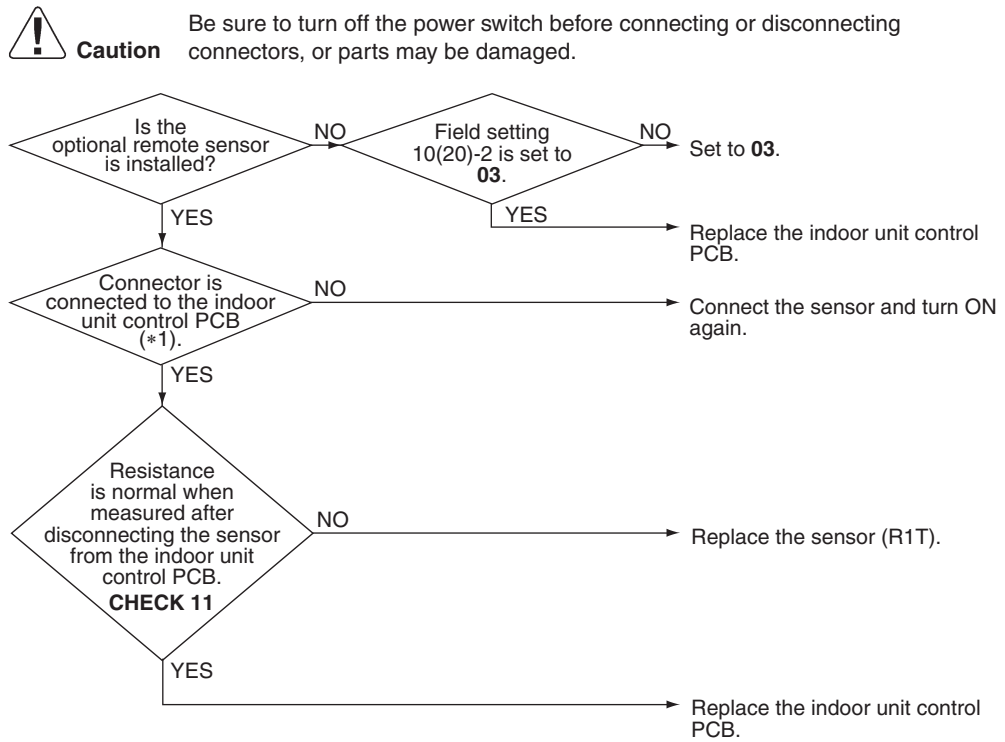 Caution
Be sure to turn off the power switch before connecting or disconnecting
connectors, or parts may be damaged.
Is the
optional remote sensor
is installed?
NO
Field setting
10(20)-2 is set to
03.
NO
Set to 03.
YES
YES
Replace the indoor unit control
PCB.
Connector is
connected to the indoor
unit control PCB
(*1).
NO
Connect the sensor and turn ON
again.
YES
Resistance
is normal when
measured after
disconnecting the sensor
from the indoor unit
control PCB.
CHECK 11
NO
Replace the sensor (R1T).
YES
Replace the indoor unit control
PCB.